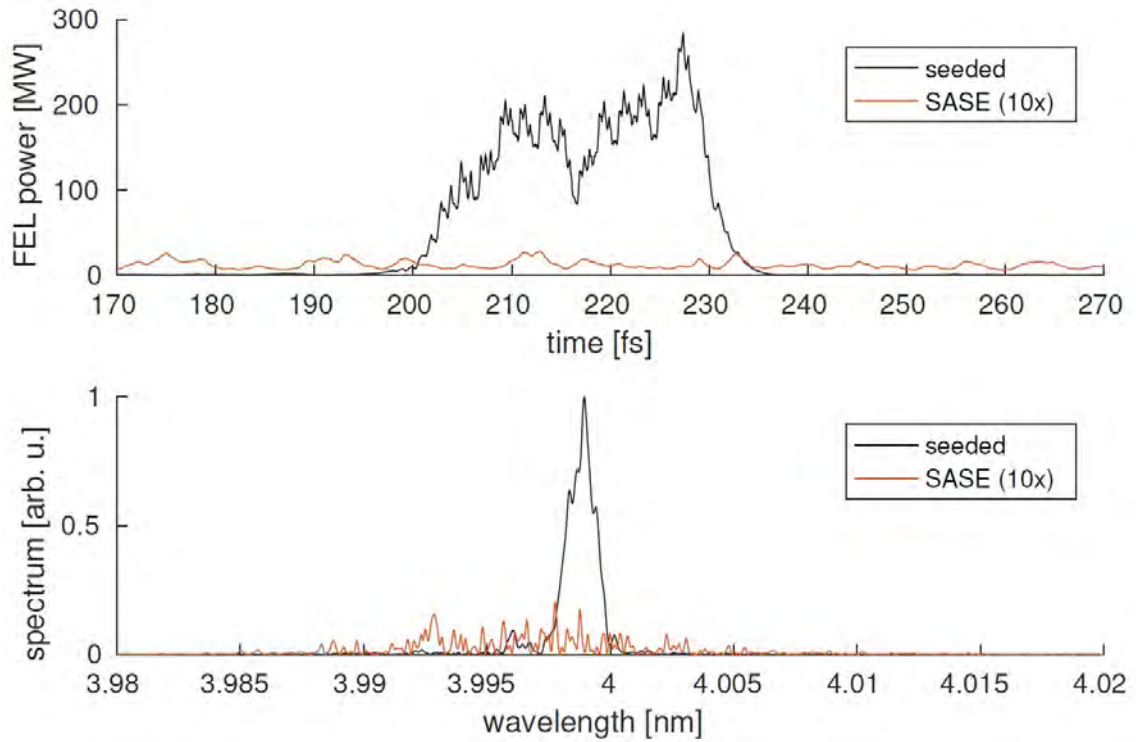 300
200
100
0
FEL power [MW]
seeded
SASE (10x)
170 180 190 200 210 220 230 240 250 260 270
time [fs]
1
0.5
0
spectrum [arb. u.]
seeded
SASE (10x)
3.98 3.985 3.99 3.995 4 4.005 4.01 4.015 4.02
wavelength [nm]